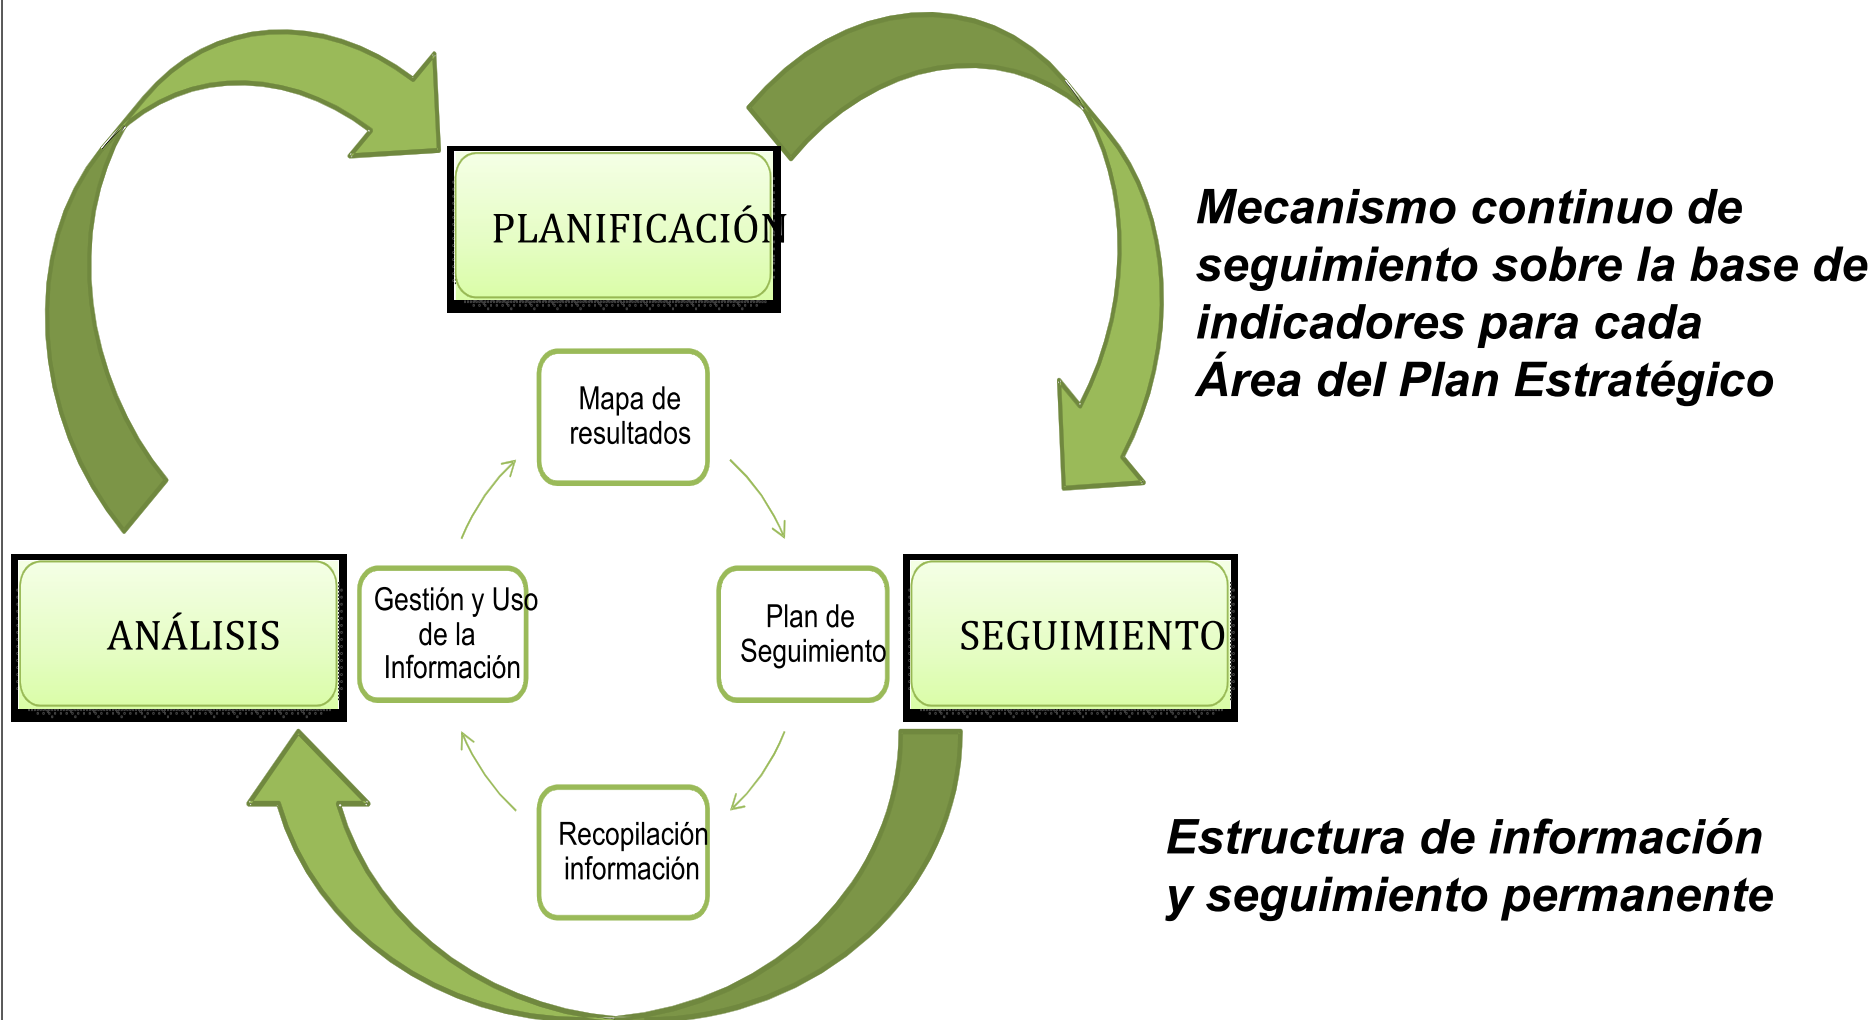 PLANIFICACIÓN
Mecanismo continuo de
seguimiento sobre la base de
indicadores para cada
Área del Plan Estratégico
Mapa de
resultados
ANÁLISIS
Gestión y Uso
de la
Información
Plan de
Seguimiento
SEGUIMIENTO
Recopilación
información
Estructura de información
y seguimiento permanente